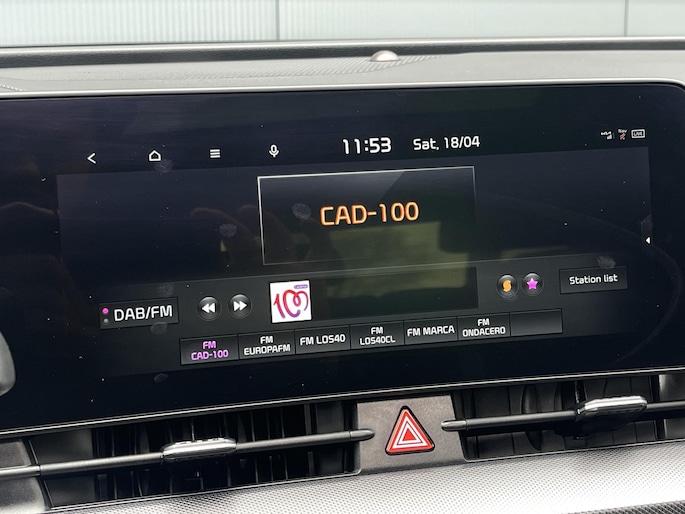 11:53 Sat, 18/04
CAD-100
100
DAB/FM
Station list
FM
CAD-100
FM
EUROPAFM
FM LOS40
FM
LOS40CL
FM MARCA
FM
ONDACERO